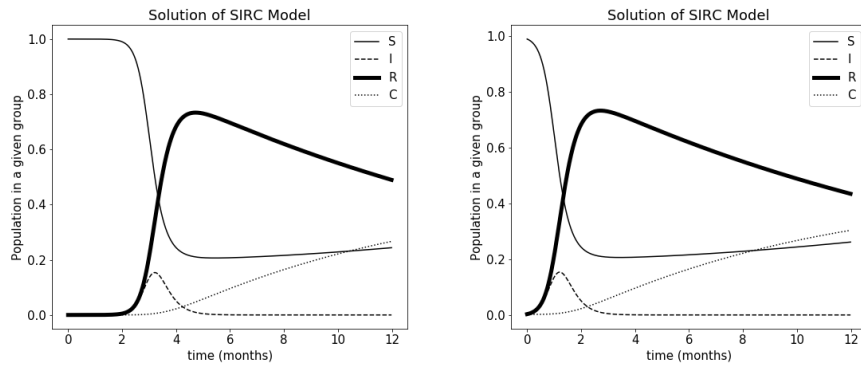 Solution of SIRC Model
1.0
0.8
0.6
0.4
0.2
0.0
Population in a given group
S
I
R
C
0
2
4
6
8
10
12
time (months)
Solution of SIRC Model
1.0
0.8
0.6
0.4
0.2
0.0
Population in a given group
S
I
R
C
0
2
4
6
8
10
12
time (months)